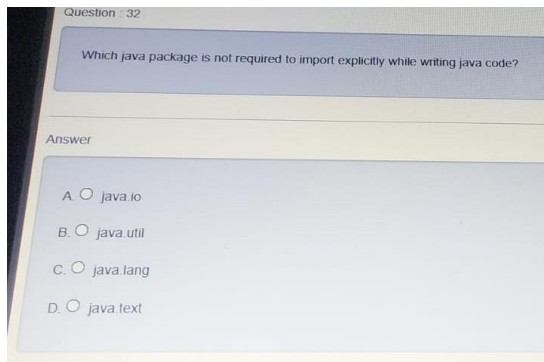 Question : 32
Which java package is not required to import explicitly while writing java code?
Answer
A. java.io
B. java.util
C. java.lang
D. java.text